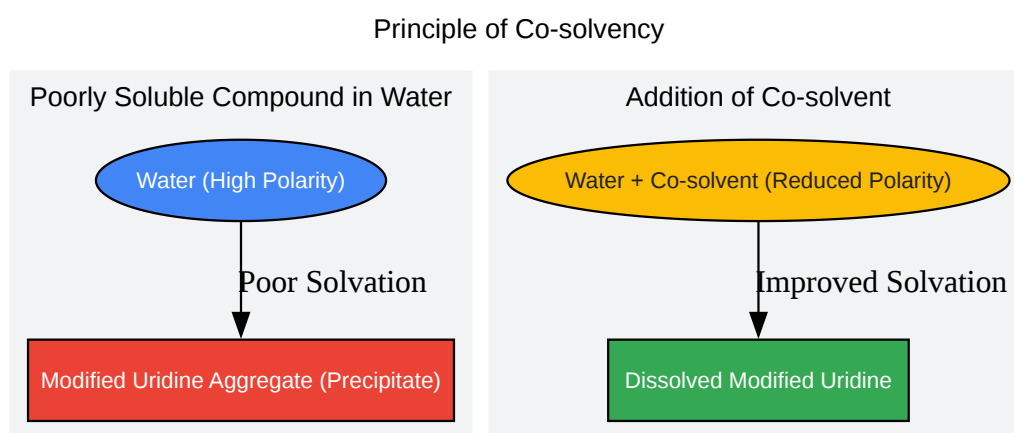 Principle of Co-solvency
Poorly Soluble Compound in Water
Water (High Polarity)
Poor Solvation
Modified Uridine Aggregate (Precipitate)
Addition of Co-solvent
Water + Co-solvent (Reduced Polarity)
Improved Solvation
Dissolved Modified Uridine